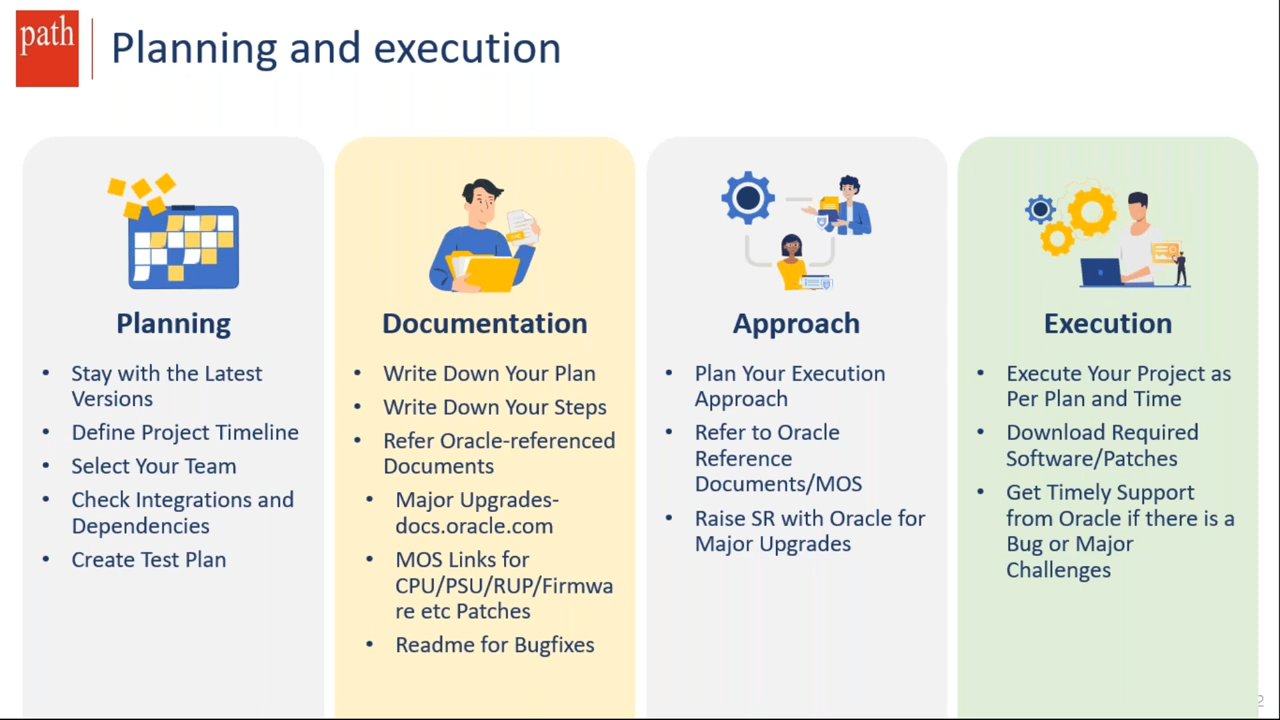 path
Planning and execution
Planning
• Stay with the Latest
Versions
• Define Project Timeline
• Select Your Team
• Check Integrations and
Dependencies
• Create Test Plan
Documentation
• Write Down Your Plan
• Write Down Your Steps
• Refer Oracle-referenced
Documents
• Major Upgrades-
docs.oracle.com
• MOS Links for
CPU/PSU/RUP/Firmwa
re etc Patches
• Readme for Bugfixes
Approach
• Plan Your Execution
Approach
• Refer to Oracle
Reference
Documents/MOS
• Raise SR with Oracle for
Major Upgrades
Execution
• Execute Your Project as
Per Plan and Time
• Download Required
Software/Patches
• Get Timely Support
from Oracle if there is a
Bug or Major
Challenges
2